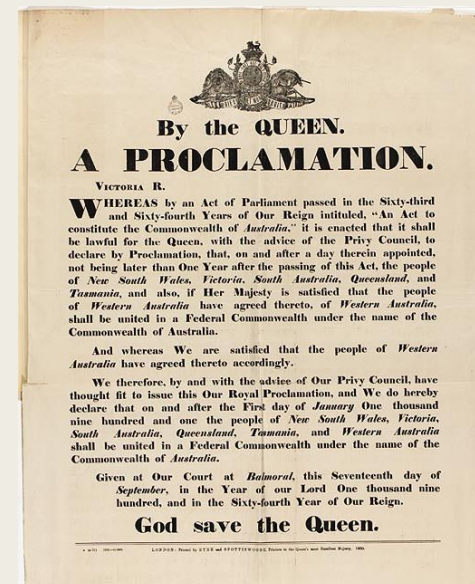 By the QUEEN.
A PROCLAMATION.
VICTORIA R.
WHEREAS by an Act of Parliament passed in the Sixty-third
and Sixty-fourth Years of Our Reign intituled, "An Act to
constitute the Commonwealth of Australia," it is enacted that it shall
be lawful for the Queen, with the advice of the Privy Council, to
declare by Proclamation, that, on and after a day therein appointed,
not being later than One Year after the passing of this Act, the people
of New South Wales, Victoria, South Australia, Queensland, and
Tasmania, and also, if Her Majesty is satisfied that the people
of Western Australia have agreed thereto, of Western Australia,
shall be united in a Federal Commonwealth under the name of the
Commonwealth of Australia.
And whereas We are satisfied that the people of Western
Australia have agreed thereto accordingly.
We therefore, by and with the advice of Our Privy Council, have
thought fit to issue this Our Royal Proclamation, and We do hereby
declare that on and after the First day of January One thousand
nine hundred and one the people of New South Wales, Victoria,
South Australia, Queensland, Tasmania, and Western Australia
shall be united in a Federal Commonwealth under the name of the
Commonwealth of Australia.
Given at Our Court at Balmoral, this Seventeenth day of
September, in the Year of our Lord One thousand nine
hundred, and in the Sixty-fourth Year of Our Reign.
God save the Queen.
LONDON: Printed by EYRE and SPOTTISWOODE, Printers to the Queen's most Excellent Majesty.